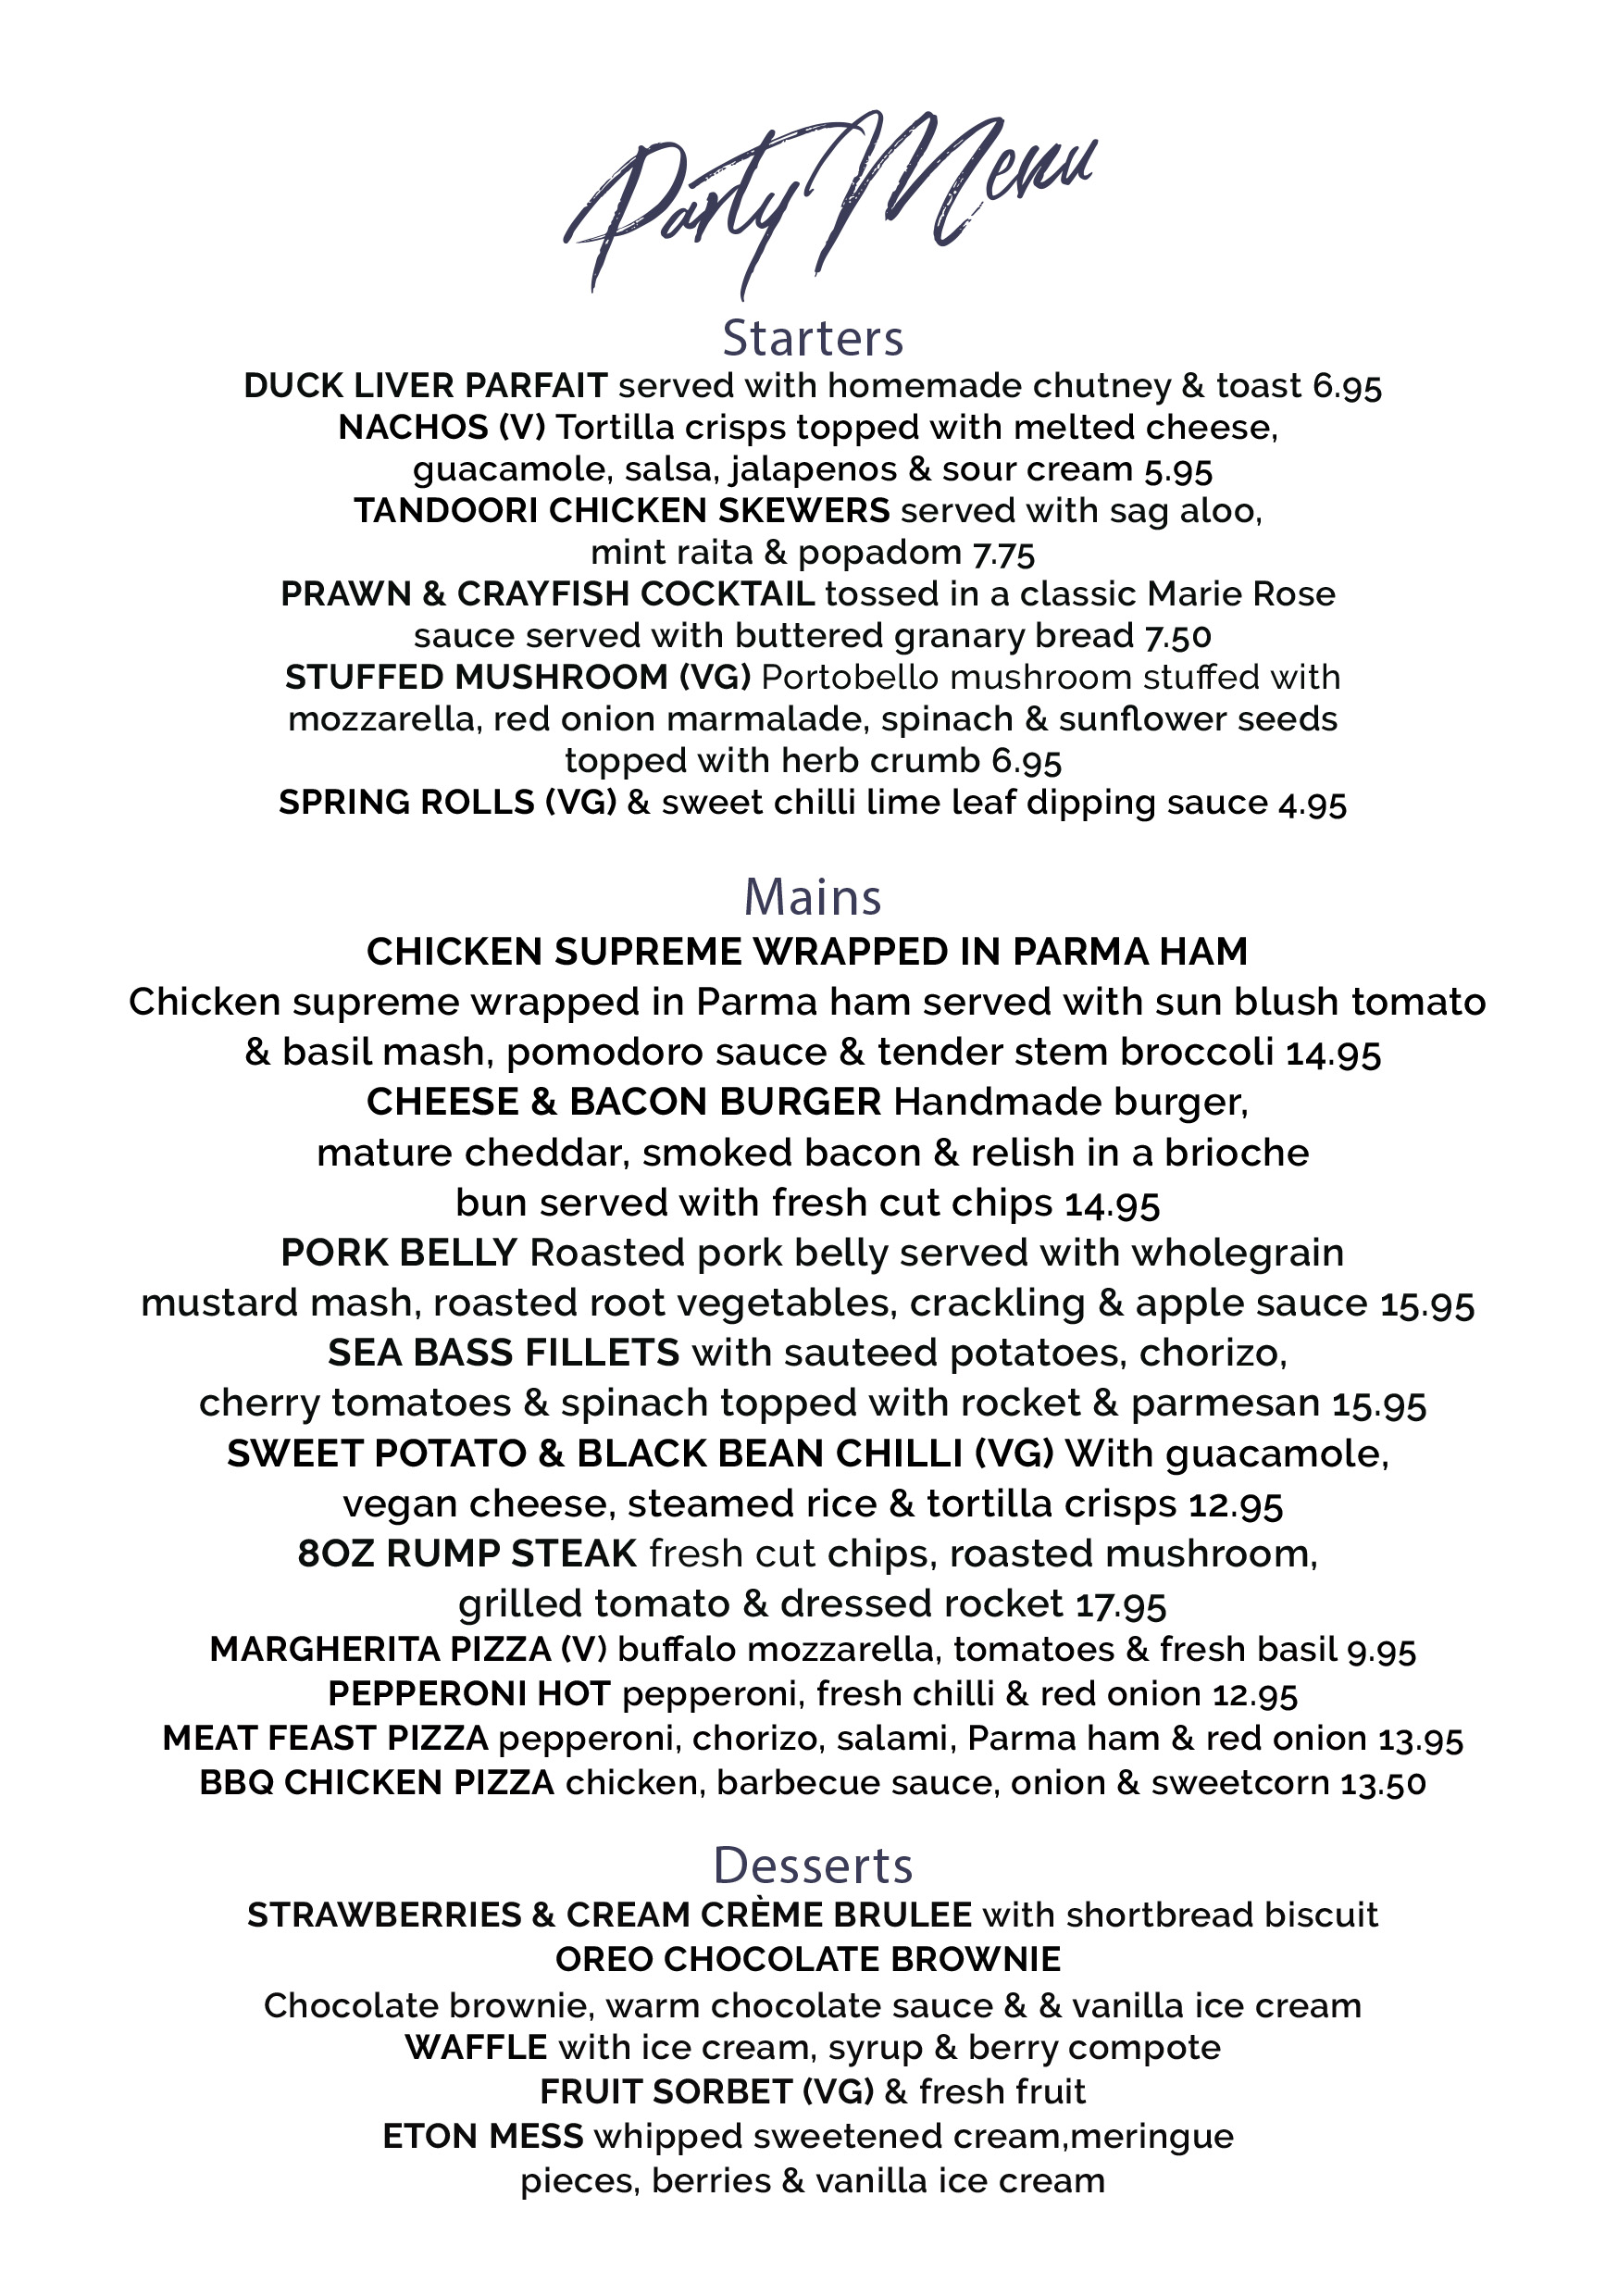 Party Menu
Starters
DUCK LIVER PARFAIT served with homemade chutney & toast 6.95
NACHOS (V) Tortilla crisps topped with melted cheese,
guacamole, salsa, jalapenos & sour cream 5.95
TANDOORI CHICKEN SKEWERS served with sag aloo,
mint raita & popadom 7.75
PRAWN & CRAYFISH COCKTAIL tossed in a classic Marie Rose
sauce served with buttered granary bread 7.50
STUFFED MUSHROOM (VG) Portobello mushroom stuffed with
mozzarella, red onion marmalade, spinach & sunflower seeds
topped with herb crumb 6.95
SPRING ROLLS (VG) & sweet chilli lime leaf dipping sauce 4.95
Mains
CHICKEN SUPREME WRAPPED IN PARMA HAM
Chicken supreme wrapped in Parma ham served with sun blush tomato
& basil mash, pomodoro sauce & tender stem broccoli 14.95
CHEESE & BACON BURGER Handmade burger,
mature cheddar, smoked bacon & relish in a brioche
bun served with fresh cut chips 14.95
PORK BELLY Roasted pork belly served with wholegrain
mustard mash, roasted root vegetables, crackling & apple sauce 15.95
SEA BASS FILLETS with sauteed potatoes, chorizo,
cherry tomatoes & spinach topped with rocket & parmesan 15.95
SWEET POTATO & BLACK BEAN CHILLI (VG) With guacamole,
vegan cheese, steamed rice & tortilla crisps 12.95
8OZ RUMP STEAK fresh cut chips, roasted mushroom,
grilled tomato & dressed rocket 17.95
MARGHERITA PIZZA (V) buffalo mozzarella, tomatoes & fresh basil 9.95
PEPPERONI HOT pepperoni, fresh chilli & red onion 12.95
MEAT FEAST PIZZA pepperoni, chorizo, salami, Parma ham & red onion 13.95
BBQ CHICKEN PIZZA chicken, barbecue sauce, onion & sweetcorn 13.50
Desserts
STRAWBERRIES & CREAM CRÈME BRULEE with shortbread biscuit
OREO CHOCOLATE BROWNIE
Chocolate brownie, warm chocolate sauce & & vanilla ice cream
WAFFLE with ice cream, syrup & berry compote
FRUIT SORBET (VG) & fresh fruit
ETON MESS whipped sweetened cream,meringue
pieces, berries & vanilla ice cream